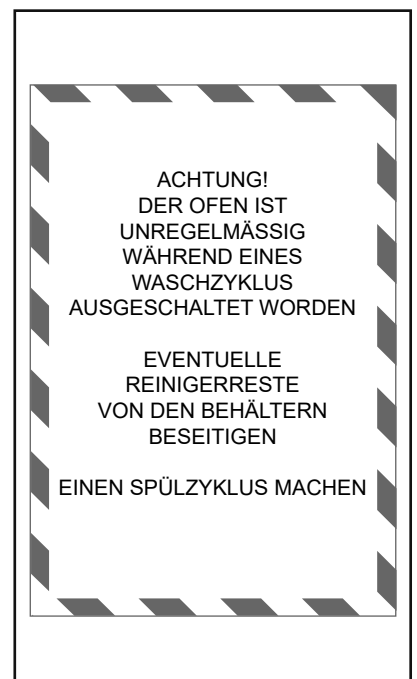 ACHTUNG!
DER OFEN IST
UNREGELMÄSSIG
WÄHREND EINES
WASCHZYKLUS
AUSGESCHALTET WORDEN
EVENTUELLE
REINIGERRESTE
VON DEN BEHÄLTERN
BESEITIGEN
EINEN SPÜLZYKLUS MACHEN